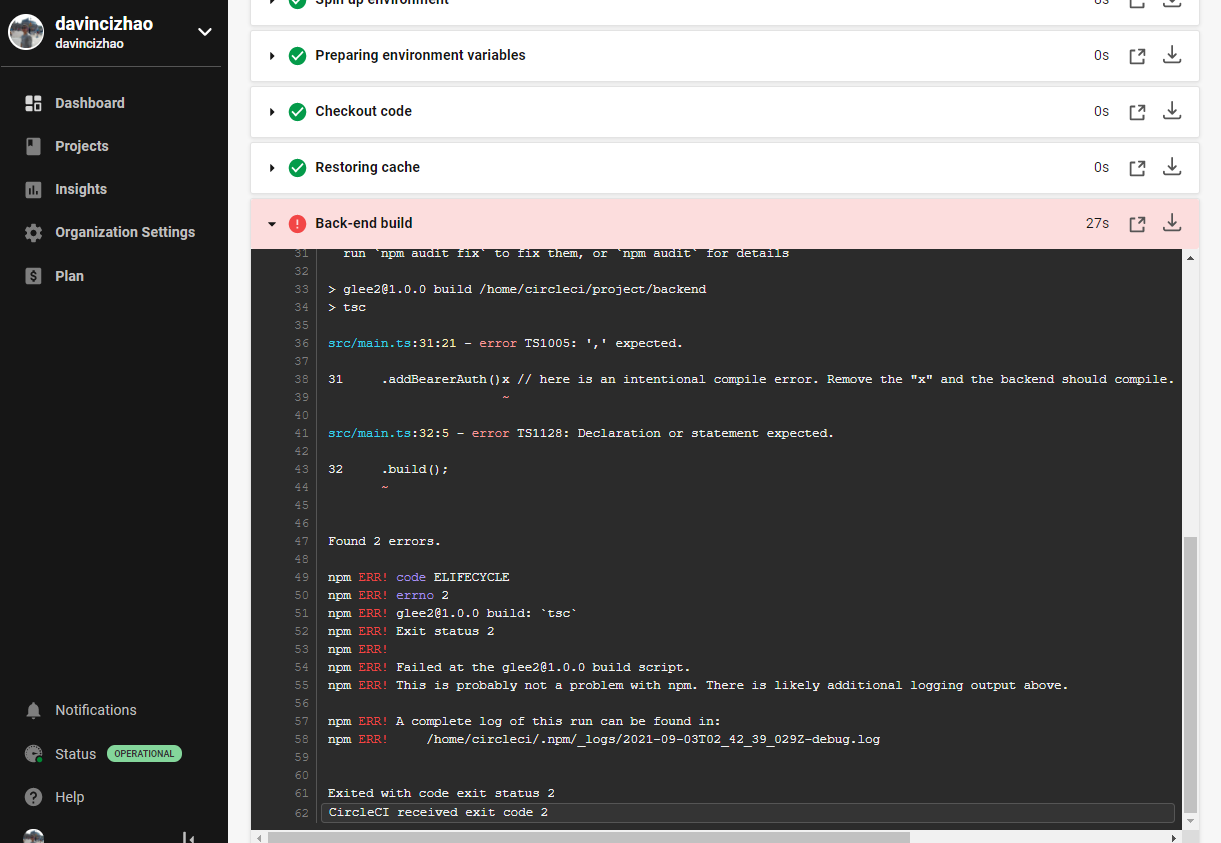 davincizhao
davincizhao
Dashboard
Projects
Insights
Organization Settings
Plan
Notifications
Status OPERATIONAL
Help
Spin up environment 0s
Preparing environment variables 0s
Checkout code 0s
Restoring cache 0s
Back-end build 27s
31 run `npm audit fix` to fix them, or `npm audit` for details
32
33 > glee2@1.0.0 build /home/circleci/project/backend
34 > tsc
35
36 src/main.ts:31:21 - error TS1005: ',' expected.
37
38 31     .addBearerAuth()x // here is an intentional compile error. Remove the "x" and the backend should compile.
39 ~
40
41 src/main.ts:32:5 - error TS1128: Declaration or statement expected.
42
43 32     .build();
44 ~
45
46
47 Found 2 errors.
48
49 npm ERR! code ELIFECYCLE
50 npm ERR! errno 2
51 npm ERR! glee2@1.0.0 build: `tsc`
52 npm ERR! Exit status 2
53 npm ERR!
54 npm ERR! Failed at the glee2@1.0.0 build script.
55 npm ERR! This is probably not a problem with npm. There is likely additional logging output above.
56
57 npm ERR! A complete log of this run can be found in:
58 npm ERR!     /home/circleci/.npm/_logs/2021-09-03T02_42_39_029Z-debug.log
59
60
61 Exited with code exit status 2
62 CircleCI received exit code 2